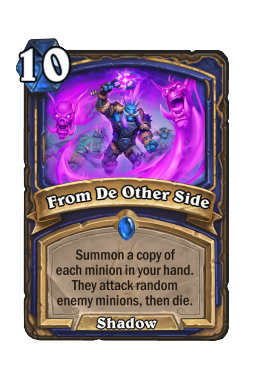 10
From De Other Side
Summon a copy of
each minion in your hand.
They attack random
enemy minions, then die.
Shadow